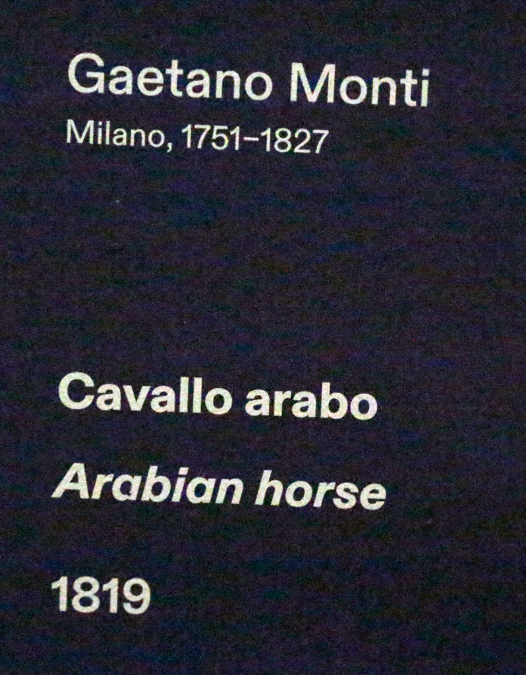 Gaetano Monti
Milano, 1751–1827
Cavallo arabo
Arabian horse
1819